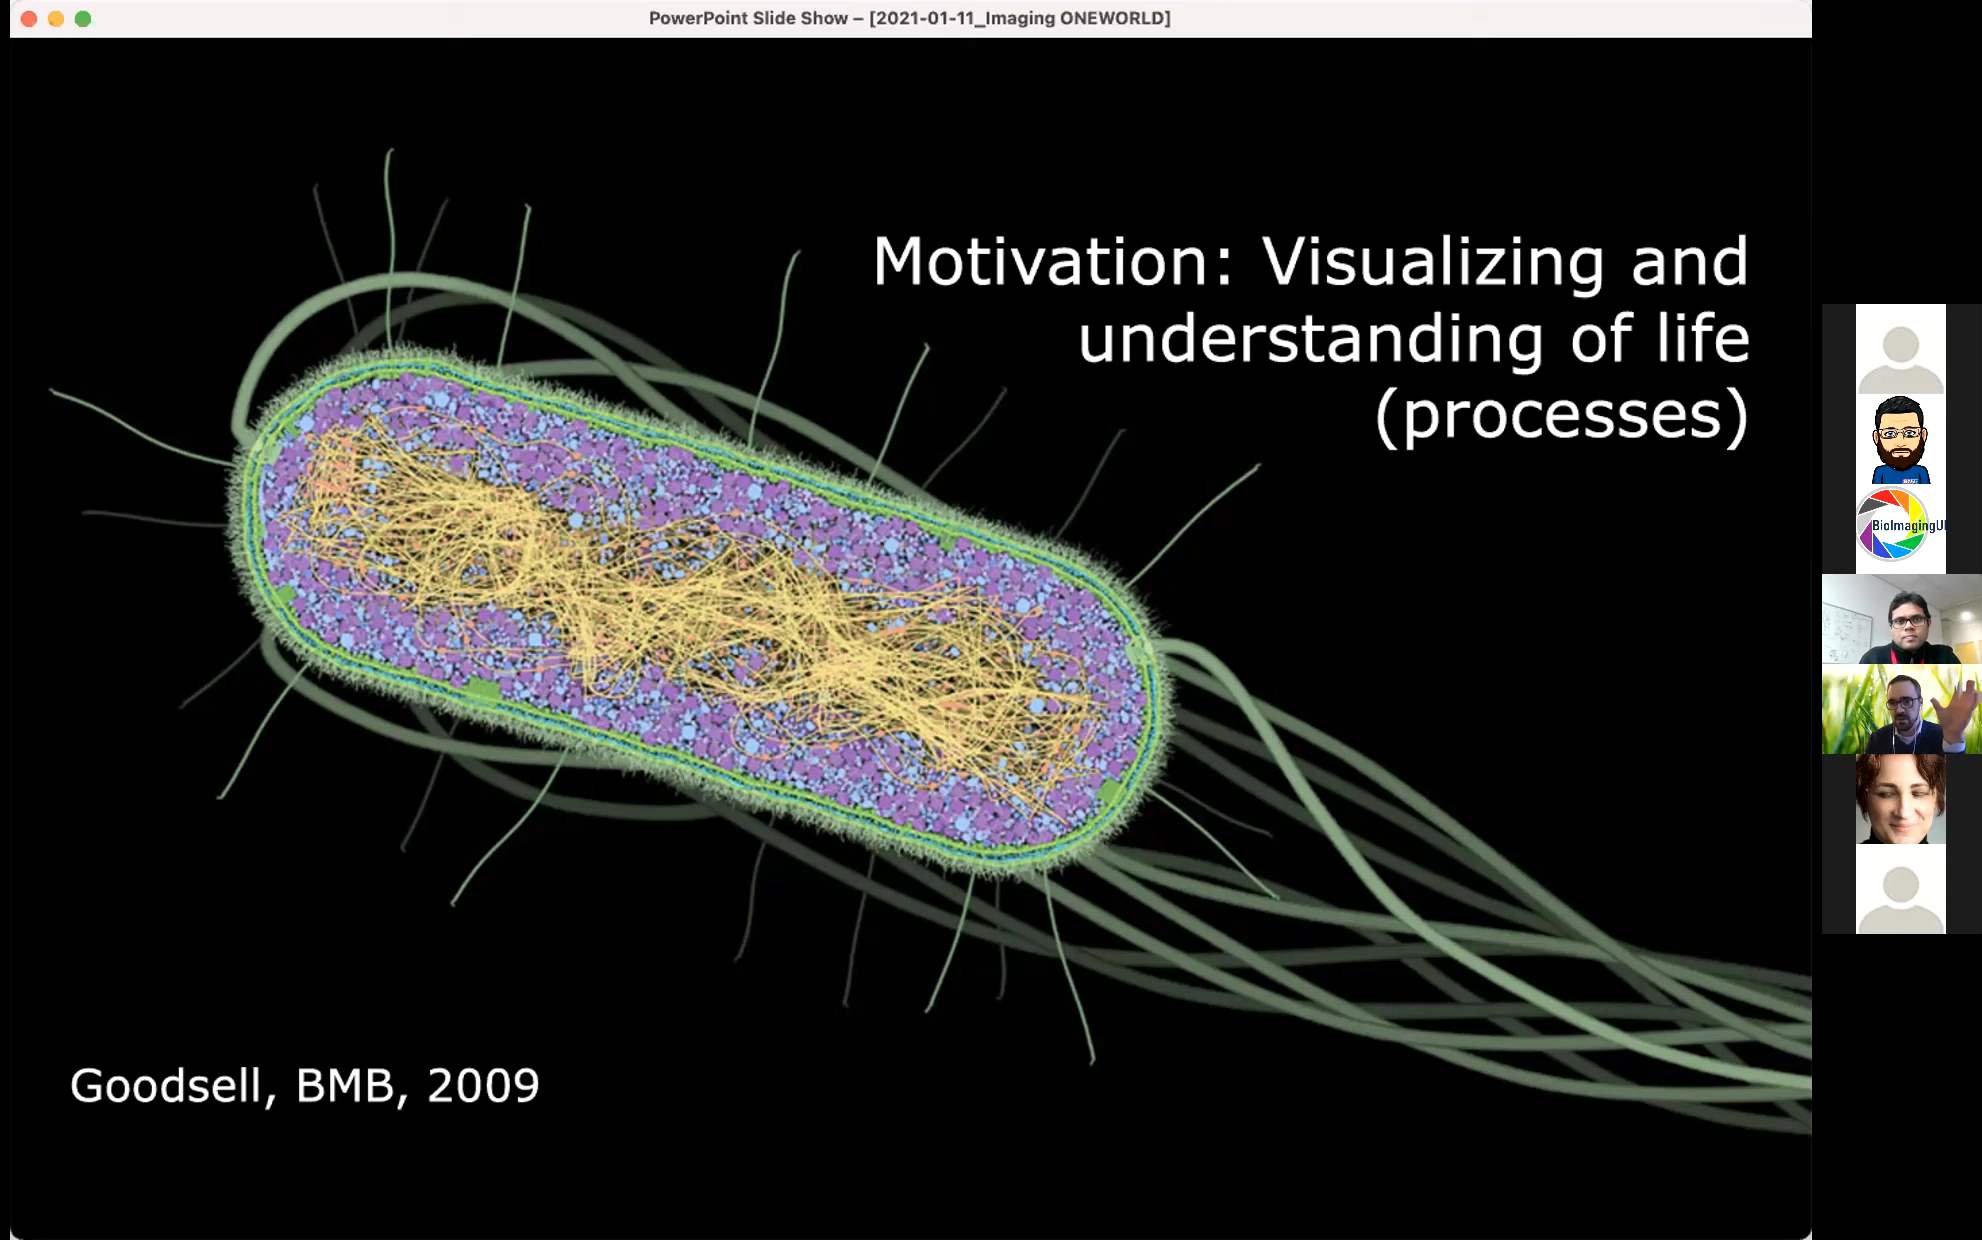 PowerPoint Slide Show – [2021-01-11_Imaging ONEWORLD]
Motivation: Visualizing and
understanding of life
(processes)
Goodsell, BMB, 2009
BioImagingU